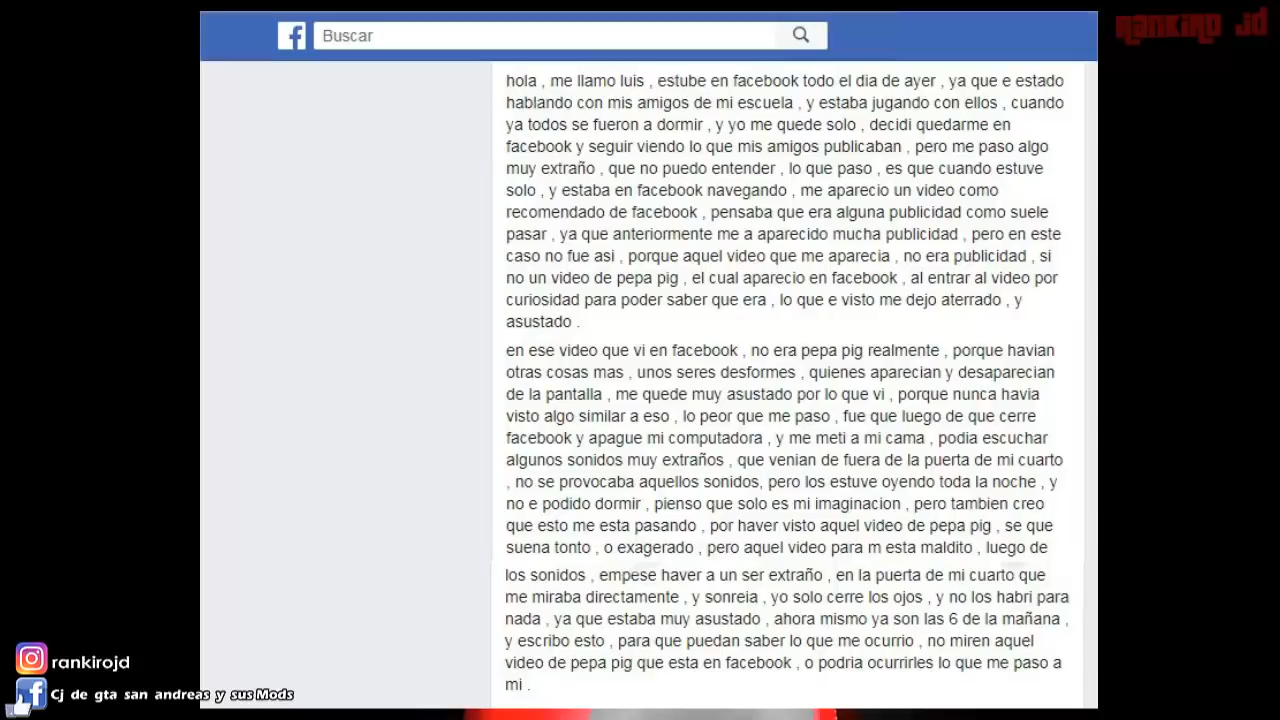 RANKIRO JD
Buscar
hola , me llamo luis , estube en facebook todo el dia de ayer , ya que e estado
hablando con mis amigos de mi escuela , y estaba jugando con ellos , cuando
ya todos se fueron a dormir , y yo me quede solo , decidi quedarme en
facebook y seguir viendo lo que mis amigos publicaban , pero me paso algo
muy extraño , que no puedo entender , lo que paso , es que cuando estuve
solo , y estaba en facebook navegando , me aparecio un video como
recomendado de facebook , pensaba que era alguna publicidad como suele
pasar , ya que anteriormente me a aparecido mucha publicidad , pero en este
caso no fue asi , porque aquel video que me aparecia , no era publicidad , si
no un video de pepa pig , el cual aparecio en facebook , al entrar al video por
curiosidad para poder saber que era , lo que e visto me dejo aterrado , y
asustado .
en ese video que vi en facebook , no era pepa pig realmente , porque havian
otras cosas mas , unos seres desformes , quienes aparecian y desaparecian
de la pantalla , me quede muy asustado por lo que vi , porque nunca havia
visto algo similar a eso , lo peor que me paso , fue que luego de que cerre
facebook y apague mi computadora , y me meti a mi cama , podia escuchar
algunos sonidos muy extraños , que venian de fuera de la puerta de mi cuarto
, no se provocaba aquellos sonidos, pero los estuve oyendo toda la noche , y
no e podido dormir , pienso que solo es mi imaginacion , pero tambien creo
que esto me esta pasando , por haver visto aquel video de pepa pig , se que
suena tonto , o exagerado , pero aquel video para m esta maldito , luego de
los sonidos , empese haver a un ser extraño , en la puerta de mi cuarto que
me miraba directamente , y sonreia , yo solo cerre los ojos , y no los habri para
nada , ya que estaba muy asustado , ahora mismo ya son las 6 de la mañana ,
y escribo esto , para que puedan saber lo que me ocurrio , no miren aquel
video de pepa pig que esta en facebook , o podria ocurrirles lo que me paso a
mi .
rankirojd
Cj de gta san andreas y sus Mods